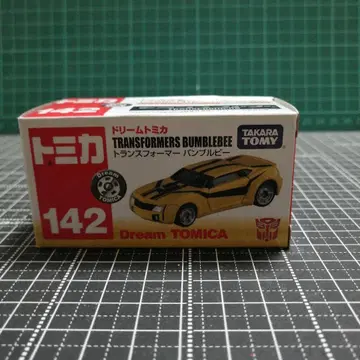 142
ドリームトミカ
TRANSFORMERS BUMBLEBEE
トランスフォーマー バンブルビー
TAKARA
TOMY
トミカ
Dream
TOMICA
142
Dream TOMICA